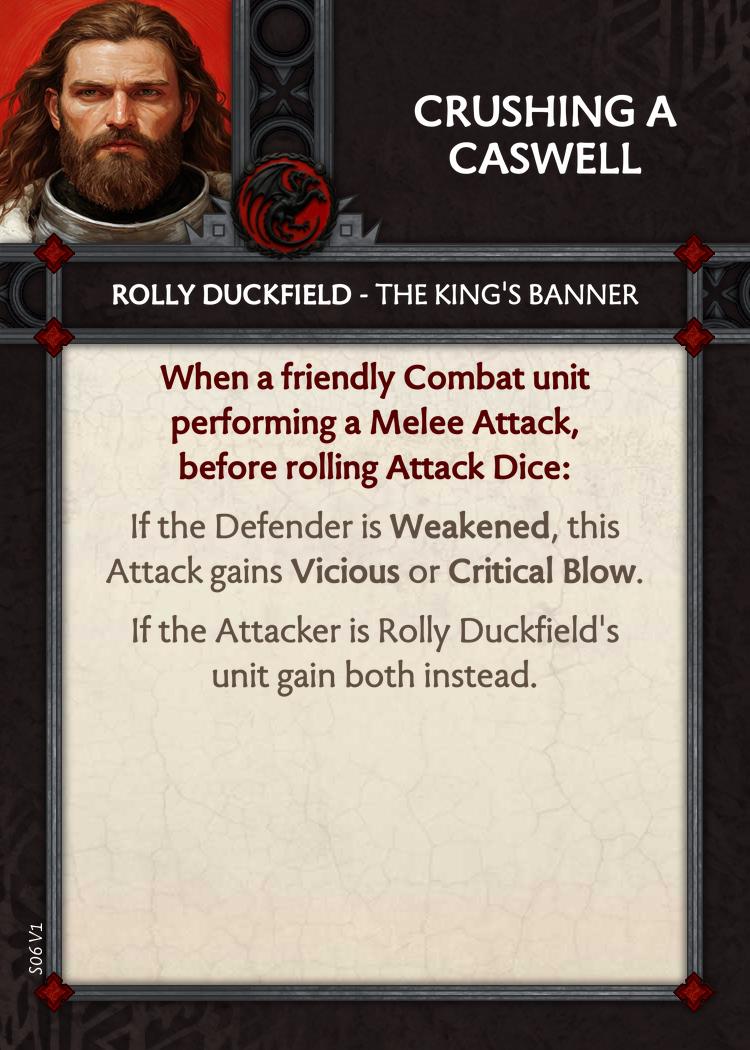 CRUSHING A
CASWELL
ROLLY DUCKFIELD - THE KING'S BANNER
When a friendly Combat unit
performing a Melee Attack,
before rolling Attack Dice:
If the Defender is Weakened, this
Attack gains Vicious or Critical Blow.
If the Attacker is Rolly Duckfield's
unit gain both instead.
S06 V1